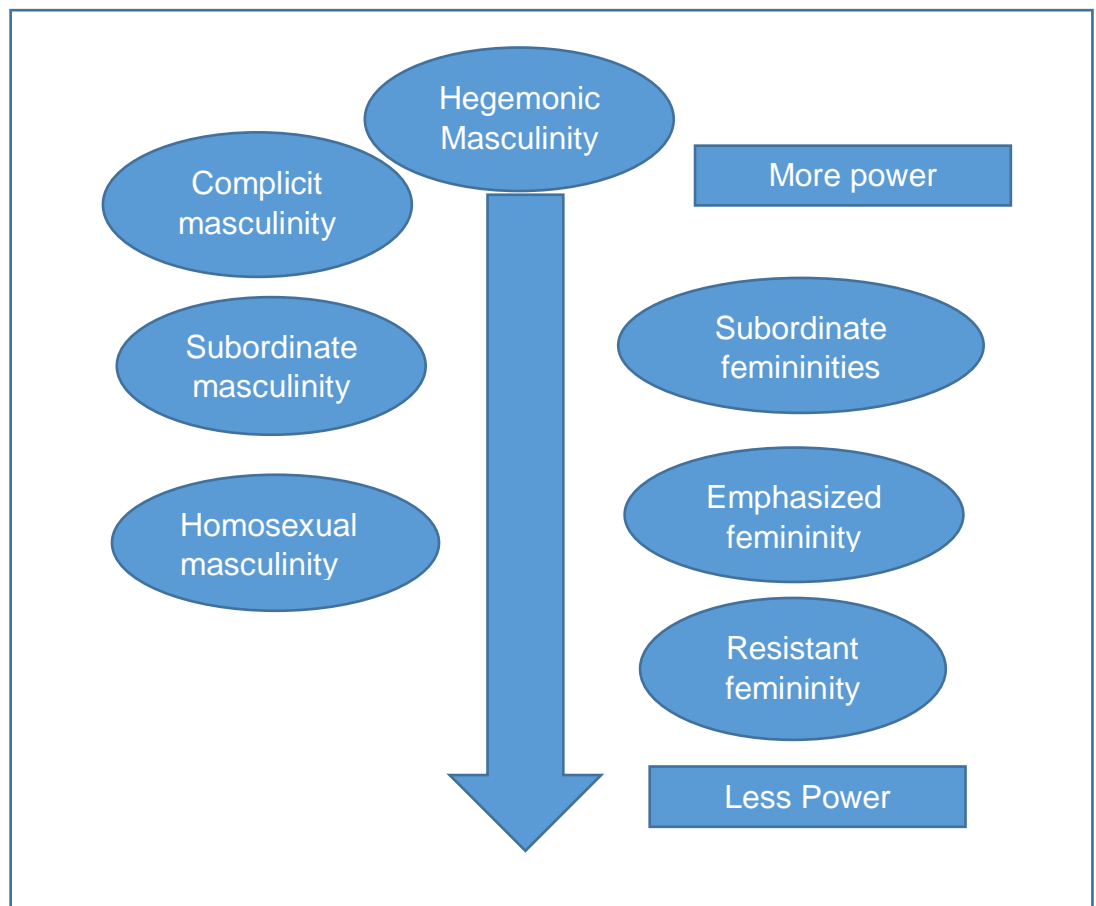 Hegemonic
Masculinity
Complicit
masculinity
More power
Subordinate
masculinity
Subordinate
femininities
Homosexual
masculinity
Emphasized
femininity
Resistant
femininity
Less Power